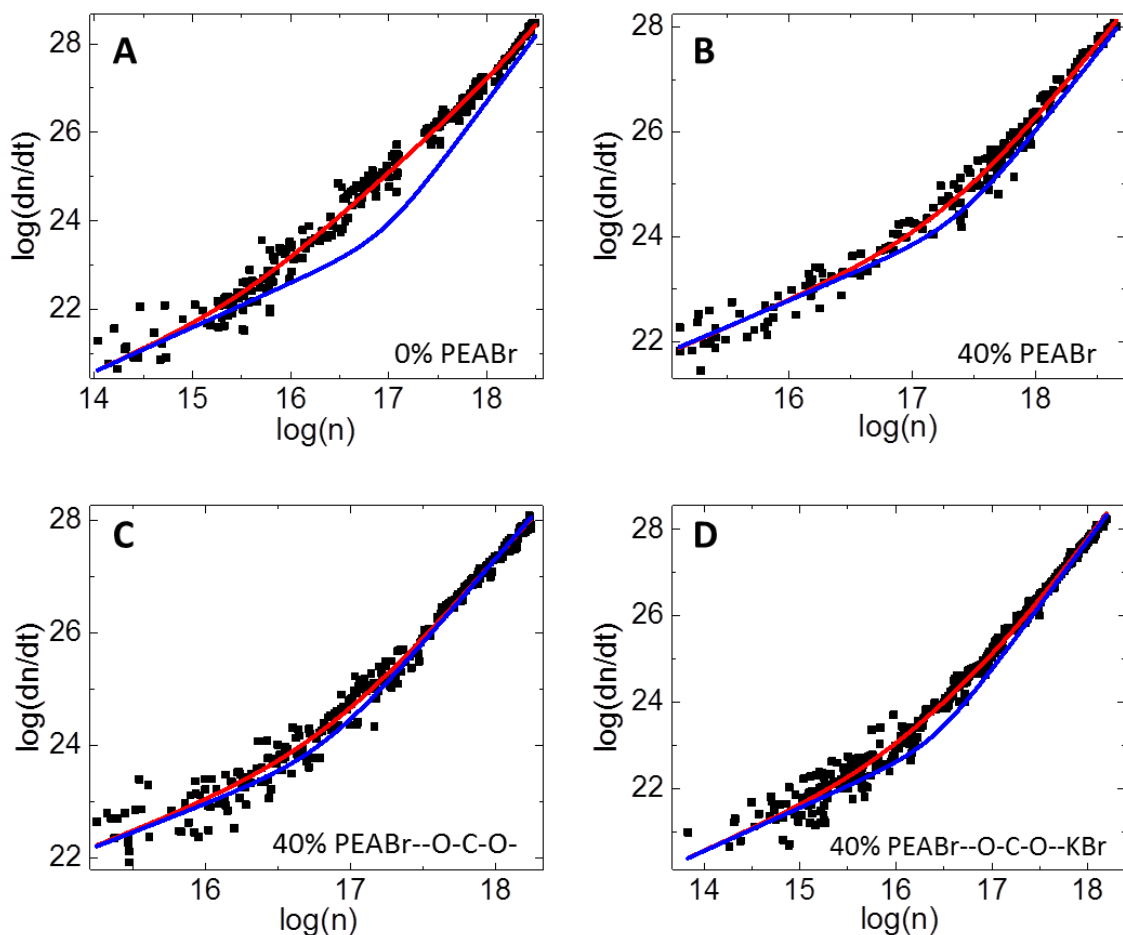 A
28
26
24
22
log(dn/dt)
0% PEABr
14 15 16 17 18
log(n)
B
28
26
24
22
log(dn/dt)
40% PEABr
16 17 18
log(n)
C
28
26
24
22
log(dn/dt)
40% PEABr--O-C-O-
16 17 18
log(n)
D
28
26
24
22
log(dn/dt)
40% PEABr--O-C-O--KBr
14 15 16 17 18
log(n)